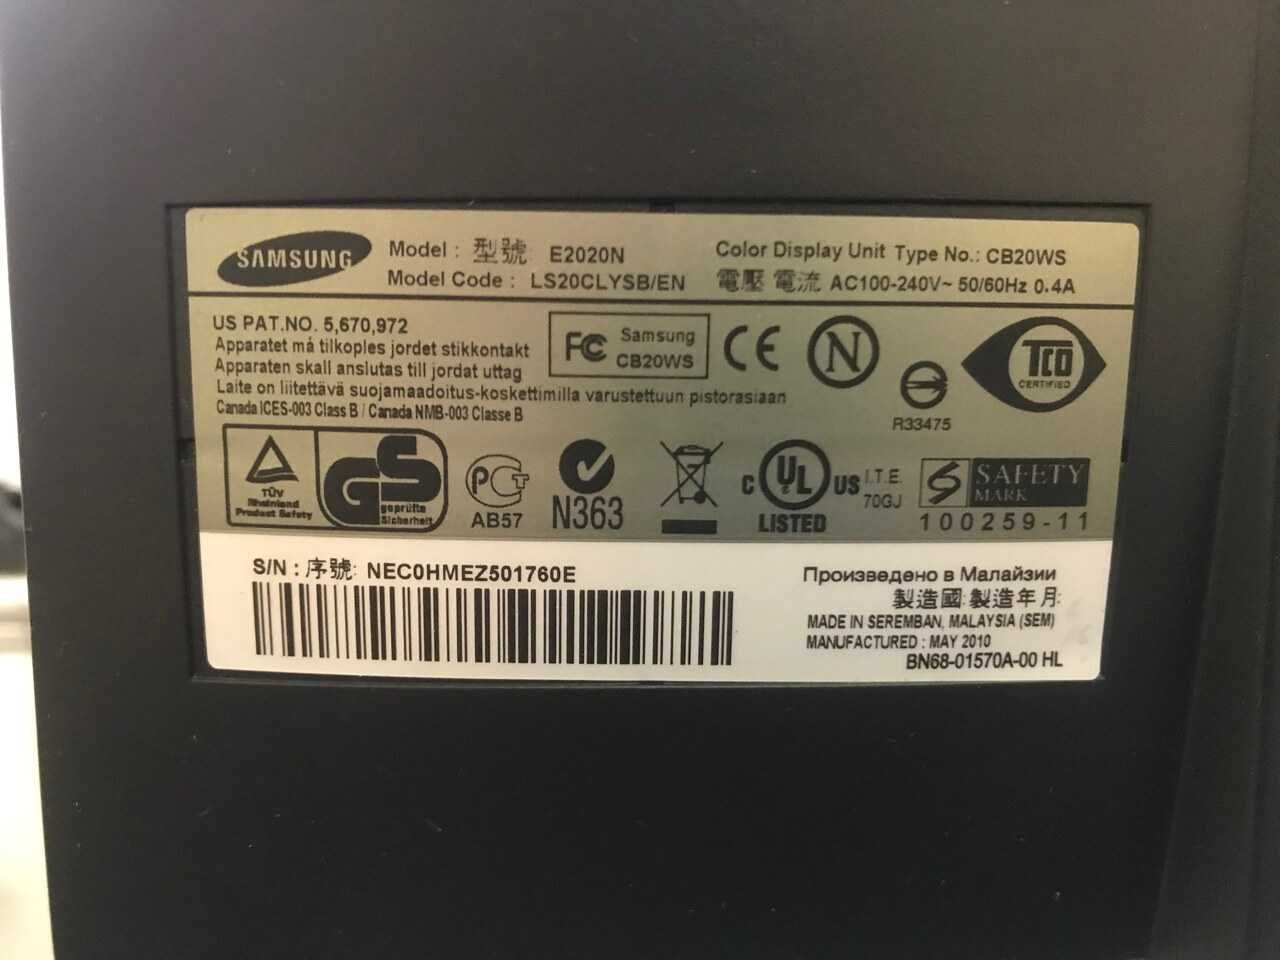 SAMSUNG
Model : 型號: E2020N
Model Code : LS20CLYSB/EN
Color Display Unit Type No.: CB20WS
電壓 電流 AC100-240V~ 50/60Hz 0.4A
US PAT.NO. 5,670,972
Apparatet må tilkoples jordet stikkontakt
Apparaten skall anslutas till jordat uttag
Laite on liitettävä suojamaadoitus-koskettimilla varustettuun pistorasiaan
Canada ICES-003 Class B / Canada NMB-003 Classe B
FC Samsung
CB20WS
CE
N
R33475
TCO
CERTIFIED
TÜV
Rheinland
Product Safety
GS
geprüfte
Sicherheit
РСТ
AB57
N363
C UL US
LISTED
I.T.E.
70GJ
S SAFETY
MARK
100259-11
S/N : 序號: NEC0HMEZ501760E
Произведено в Малайзии
製造國: 製造年月:
MADE IN SEREMBAN, MALAYSIA (SEM)
MANUFACTURED : MAY 2010
BN68-01570A-00 HL